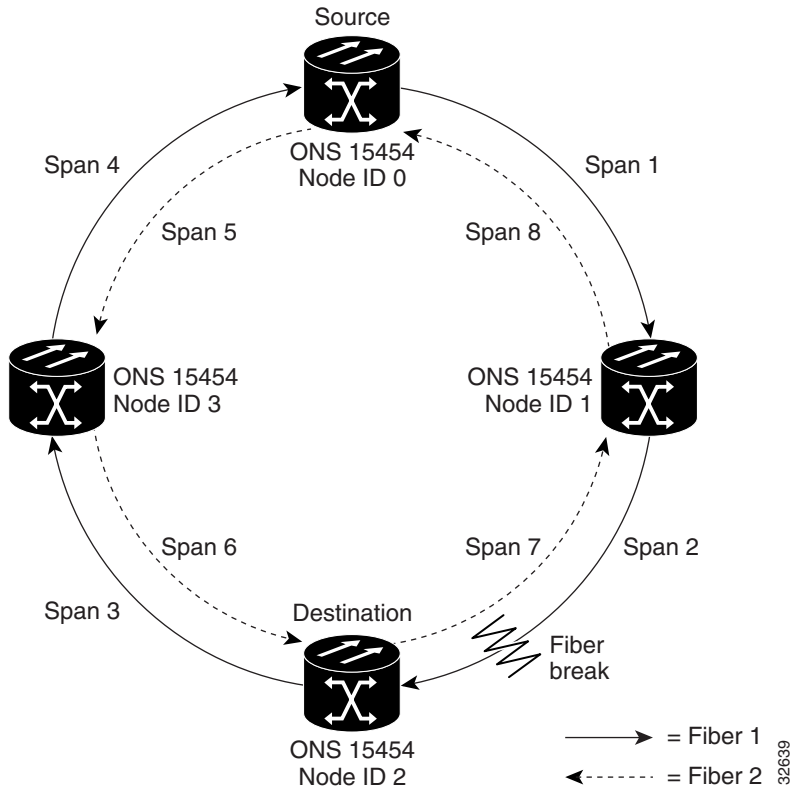 Source
ONS 15454
Node ID 0
Span 4
Span 1
Span 5
Span 8
ONS 15454
Node ID 3
ONS 15454
Node ID 1
Span 6
Span 7
Span 2
Span 3
Destination
Fiber
break
ONS 15454
Node ID 2
= Fiber 1
= Fiber 2
32639